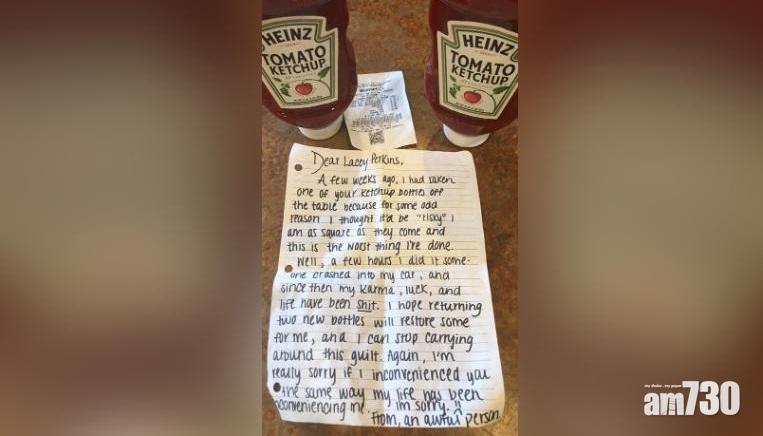 HEINZ
TOMATO
KETCHUP
HEINZ
TOMATO
KETCHUP
Dear Lacey Perkins,
A few weeks ago, I had taken
one of your ketchup bottles off
the table because for some odd
reason I thought it'd be "risky" I
am as square as they come and
this is the worst thing I've done.
Well, a few hours I did it some-
one crashed into my car, and
since then my karma, luck, and
life have been shit. I hope returning
two new bottles will restore some
for me, and I can stop carrying
around this guilt. Again, I'm
really sorry if I inconvenienced you
the same way my life has been
inconveniencing me. I'm sorry. !!
From, an awful person
my choice . my paper
am730